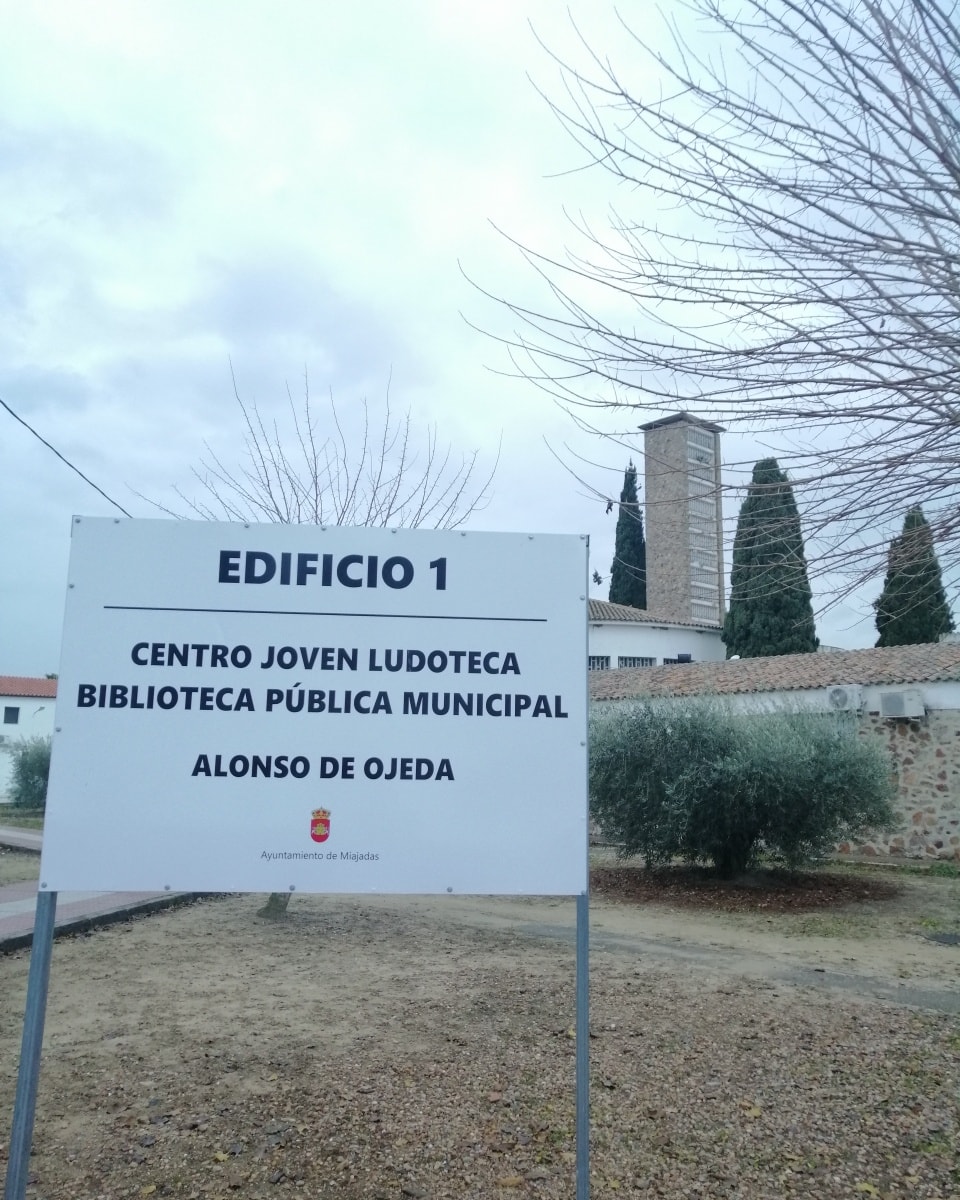 EDIFICIO 1
CENTRO JOVEN LUDOTECA
BIBLIOTECA PÚBLICA MUNICIPAL
ALONSO DE OJEDA
Ayuntamiento de Miajadas